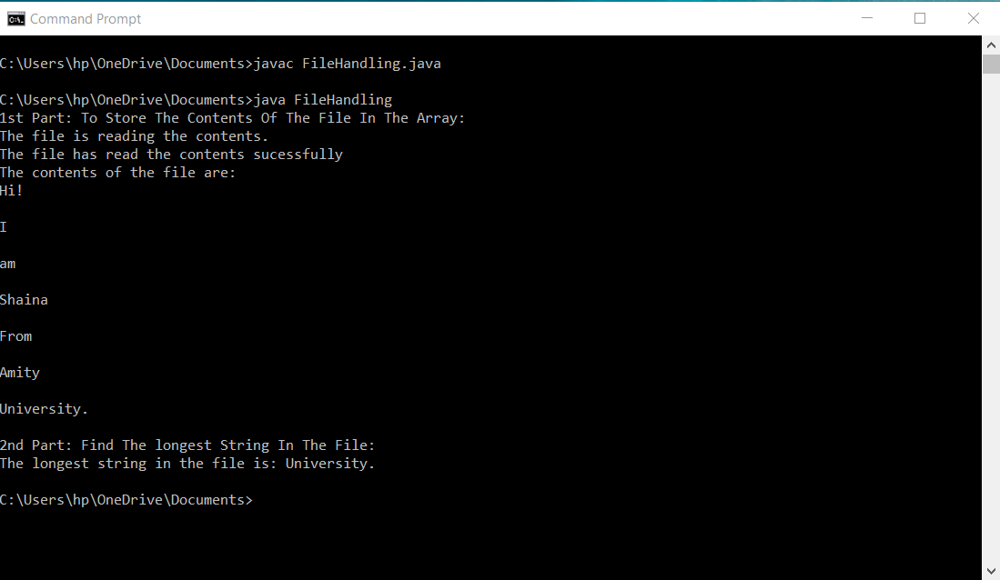 Command Prompt
C:\Users\hp\OneDrive\Documents>javac FileHandling.java
C:\Users\hp\OneDrive\Documents>java FileHandling
1st Part: To Store The Contents Of The File In The Array:
The file is reading the contents.
The file has read the contents sucessfully
The contents of the file are:
Hi!
I
am
Shaina
From
Amity
University.
2nd Part: Find The longest String In The File:
The longest string in the file is: University.
C:\Users\hp\OneDrive\Documents>